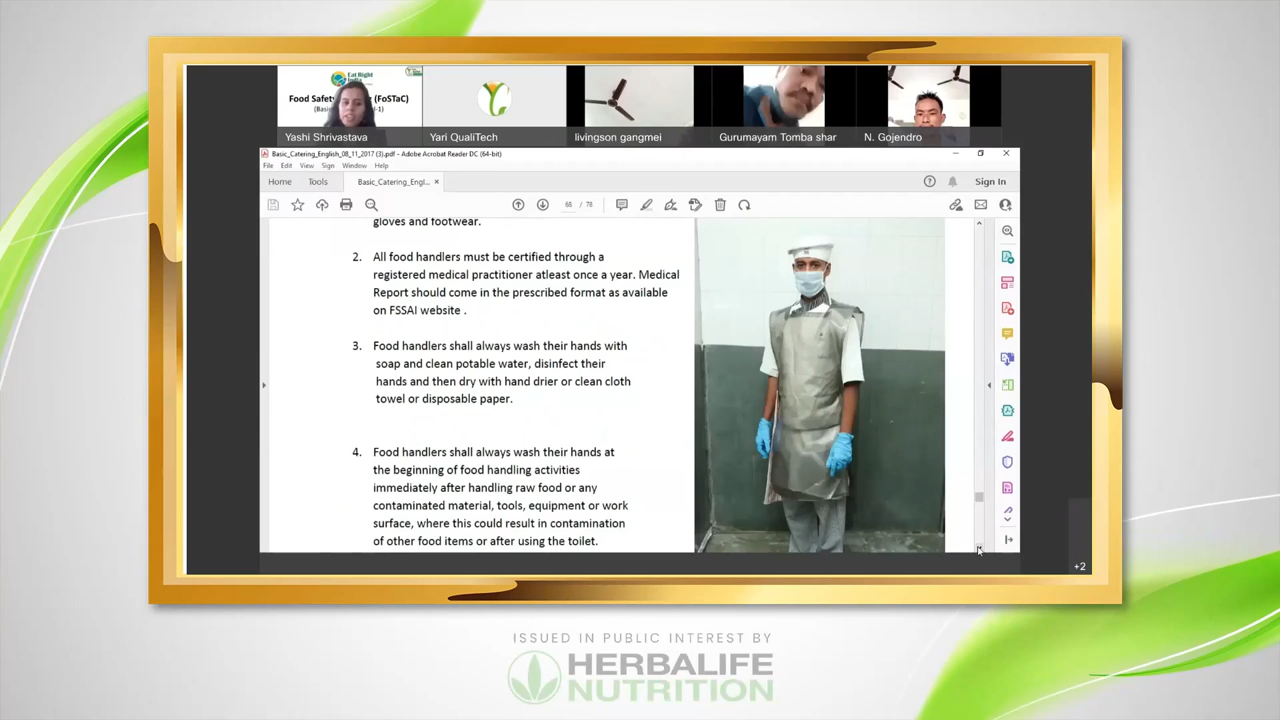 Eat Right
India
Food Safe
(FoSTaC)
(Basi
Yashi Shrivastava
Yari QualiTech
livingson gangmei
Gurumayam Tomba shar
N. Gojendro
Basic_Catering_English_08_11_2017 (3).pdf - Adobe Acrobat Reader DC (64-bit)
File Edit View Sign Window Help
Home Tools Basic_Catering_Engl... Sign In
68 / 78
gloves and footwear.
2. All food handlers must be certified through a
registered medical practitioner atleast once a year. Medical
Report should come in the prescribed format as available
on FSSAI website .
3. Food handlers shall always wash their hands with
soap and clean potable water, disinfect their
hands and then dry with hand drier or clean cloth
towel or disposable paper.
4. Food handlers shall always wash their hands at
the beginning of food handling activities
immediately after handling raw food or any
contaminated material, tools, equipment or work
surface, where this could result in contamination
of other food items or after using the toilet.
+2
ISSUED IN PUBLIC INTEREST BY
HERBALIFE
NUTRITION